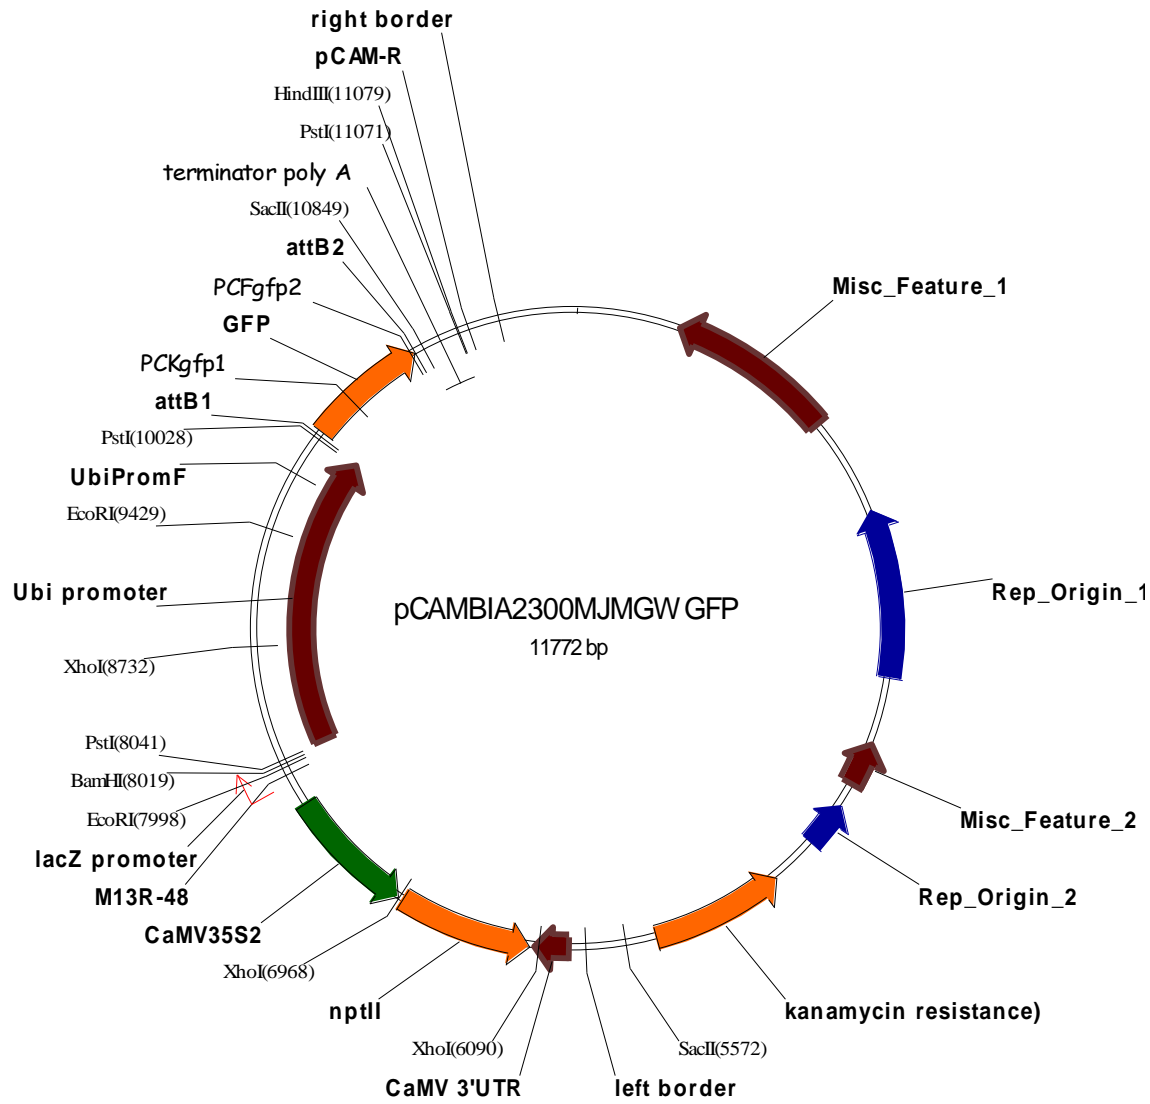 right border
pCAM-R
HindIII(11079)
PstI(11071)
terminator poly A
SacII(10849)
attB2
PCFgfp2
GFP
PCKgfp1
attB1
PstI(10028)
UbiPromF
EcoRI(9429)
Ubi promoter
XhoI(8732)
PstI(8041)
BamHI(8019)
EcoRI(7998)
lacZ promoter
M13R-48
CaMV35S2
XhoI(6968)
nptII
XhoI(6090)
CaMV 3'UTR
left border
SacII(5572)
kanamycin resistance)
Rep_Origin_2
Misc_Feature_2
Rep_Origin_1
Misc_Feature_1
pCAMBIA2300MJMGW GFP
11772 bp